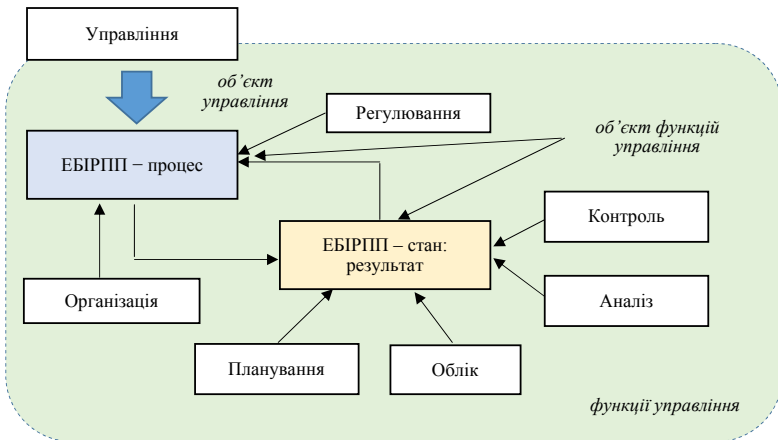 Управління
об’єкт
управління
Регулювання
об’єкт функцій
управління
ЕБІРПП – процес
Контроль
ЕБІРПП – стан:
результат
Організація
Аналіз
Планування
Облік
функції управління